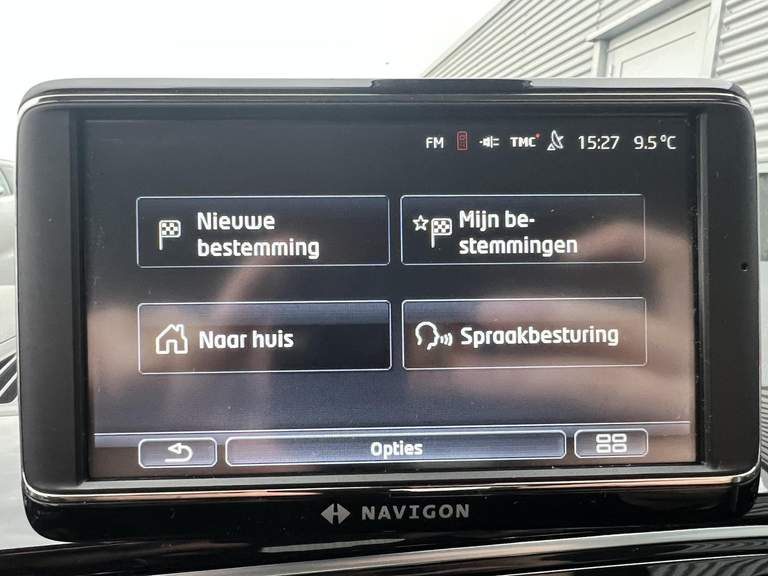 FM TMC 15:27 9.5°C
Nieuwe
bestemming
Mijn be-
stemmingen
Naar huis
Spraakbesturing
Opties
NAVIGON